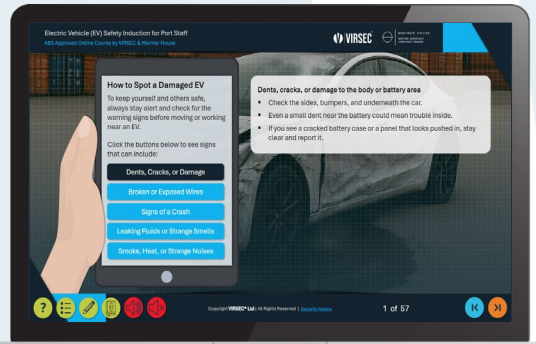 Electric Vehicle (EV) Safety Induction for Port Staff
ABS Approved Online Course by VIRSEC & Mariner House
VIRSEC®
MARINER HOUSE
How to Spot a Damaged EV
To keep yourself and others safe,
always stay alert and check for the
warning signs before moving or working
near an EV.
Click the buttons below to see signs
that can include:
Dents, Cracks, or Damage
Broken or Exposed Wires
Signs of a Crash
Leaking Fluids or Strange Smells
Smoke, Heat, or Strange Noises
Dents, cracks, or damage to the body or battery area
▪ Check the sides, bumpers, and underneath the car.
▪ Even a small dent near the battery could mean trouble inside.
▪ If you see a cracked battery case or a panel that looks pushed in, stay
clear and report it.
?
Copyright VIRSEC® Ltd | All Rights Reserved | Security Notice
1 of 57